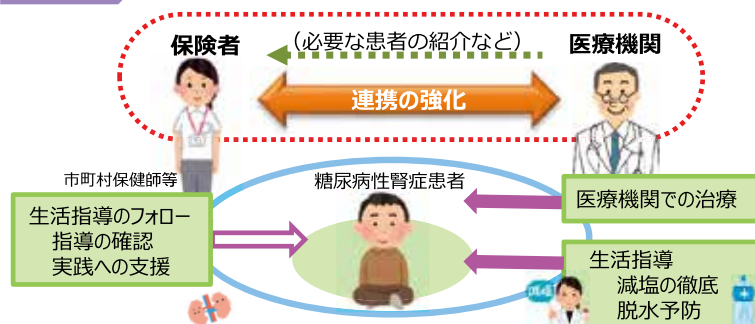 保険者
(必要な患者の紹介など)
医療機関
連携の強化
市町村保健師等
糖尿病性腎症患者
生活指導のフォロー
指導の確認
実践への支援
医療機関での治療
生活指導
減塩の徹底
脱水予防